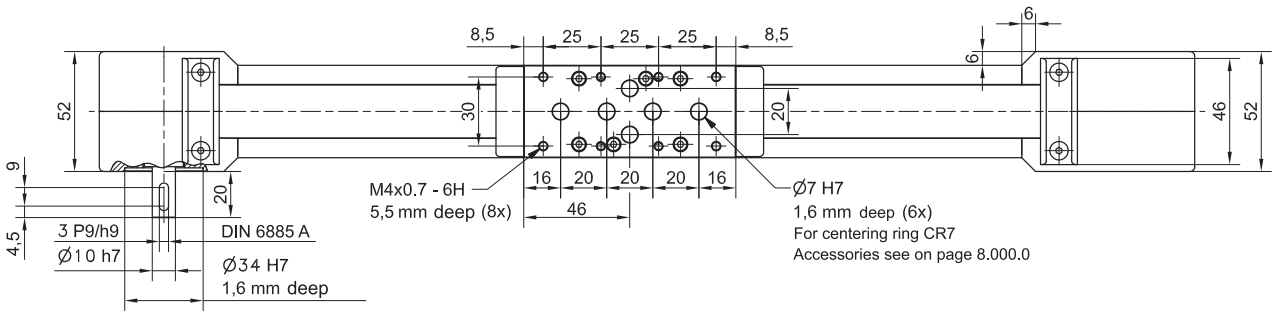 6
8,5
25
25
25
8,5
6
52
30
20
46
52
9
20
M4x0.7 - 6H
5,5 mm deep (8x)
16
20
20
20
16
46
Ø7 H7
1,6 mm deep (6x)
For centering ring CR7
Accessories see on page 8.000.0
4,5
3 P9/h9
DIN 6885 A
Ø10 h7
Ø34 H7
1,6 mm deep